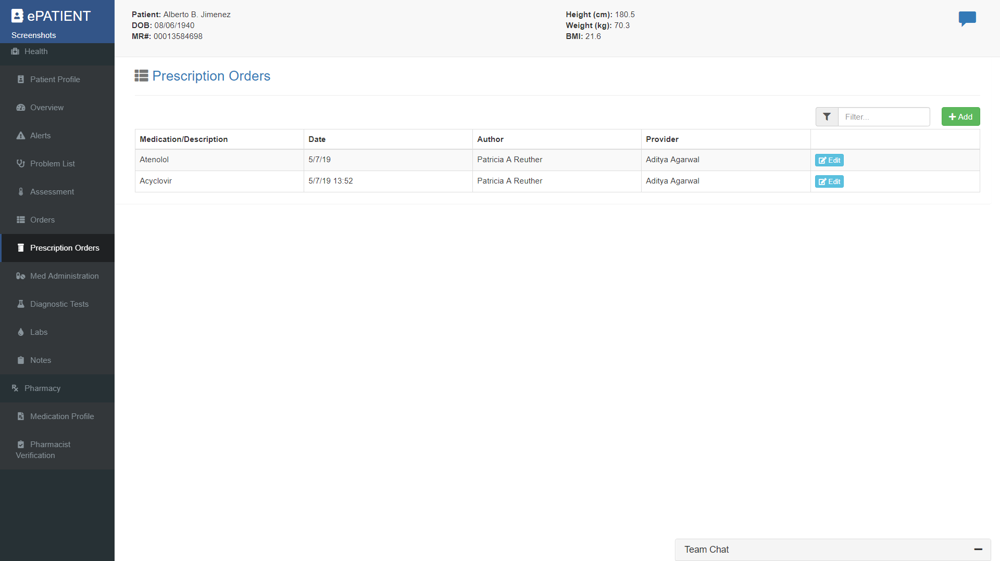 ePATIENT
Screenshots
Health
Patient Profile
Overview
Alerts
Problem List
Assessment
Orders
Prescription Orders
Med Administration
Diagnostic Tests
Labs
Notes
Pharmacy
Medication Profile
Pharmacist
Verification
Patient: Alberto B. Jimenez
DOB: 08/06/1940
MR#: 00013584698
Height (cm): 180.5
Weight (kg): 70.3
BMI: 21.6
Prescription Orders
Filter...
Add
Medication/Description Date Author Provider
Atenolol 5/7/19 Patricia A Reuther Aditya Agarwal Edit
Acyclovir 5/7/19 13:52 Patricia A Reuther Aditya Agarwal Edit
Team Chat